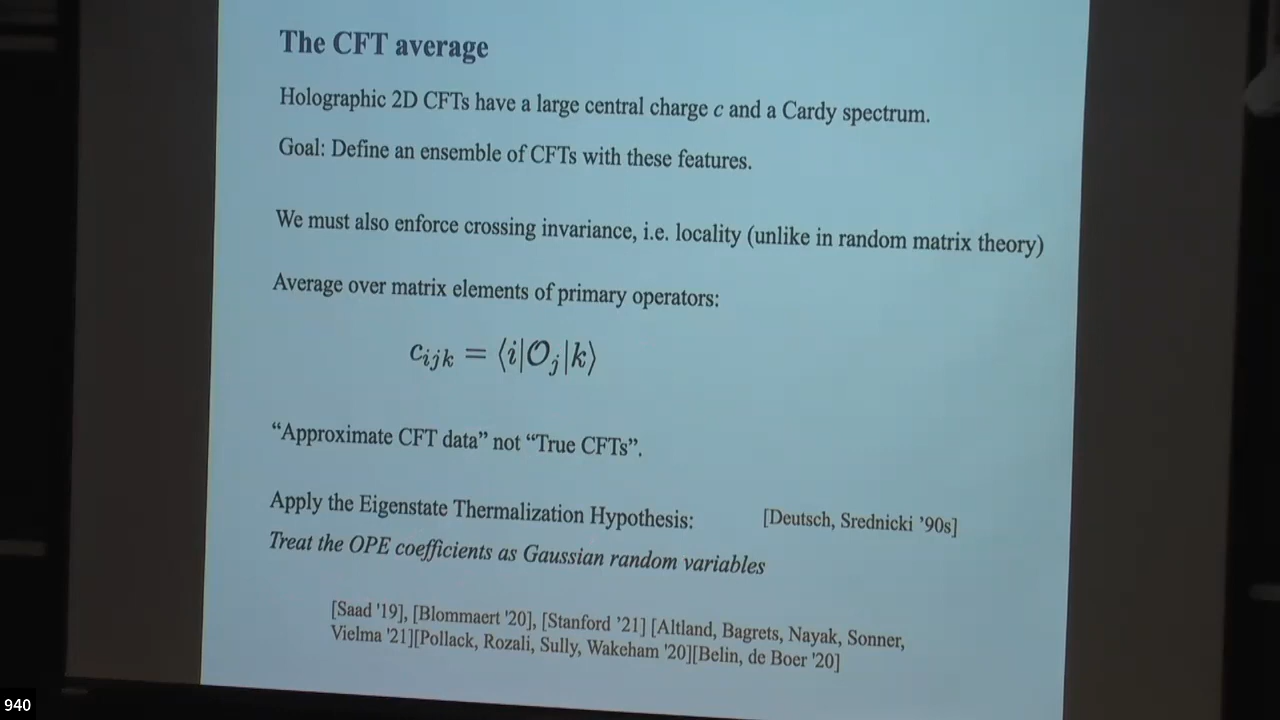 The CFT average
Holographic 2D CFTs have a large central charge c and a Cardy spectrum.
Goal: Define an ensemble of CFTs with these features.
We must also enforce crossing invariance, i.e. locality (unlike in random matrix theory)
Average over matrix elements of primary operators:
c_{ijk} = ⟨i|𝒪_j|k⟩
“Approximate CFT data” not “True CFTs”.
Apply the Eigenstate Thermalization Hypothesis: [Deutsch, Srednicki ’90s]
Treat the OPE coefficients as Gaussian random variables
[Saad '19], [Blommaert '20], [Stanford ’21] [Altland, Bagrets, Nayak, Sonner,
Vielma '21][Pollack, Rozali, Sully, Wakeham '20][Belin, de Boer '20]
940